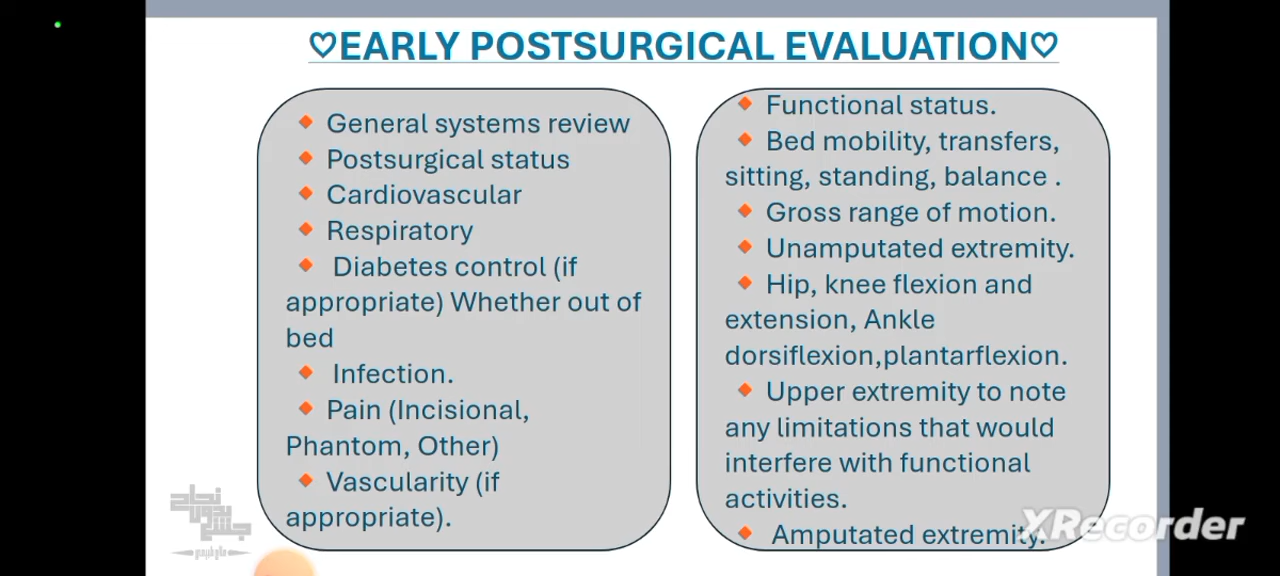 ♡EARLY POSTSURGICAL EVALUATION♡
🔸 General systems review
🔸 Postsurgical status
🔸 Cardiovascular
🔸 Respiratory
🔸 Diabetes control (if
appropriate) Whether out of
bed
🔸 Infection.
🔸 Pain (Incisional,
Phantom, Other)
🔸 Vascularity (if
appropriate).
🔸 Functional status.
🔸 Bed mobility, transfers,
sitting, standing, balance .
🔸 Gross range of motion.
🔸 Unamputated extremity.
🔸 Hip, knee flexion and
extension, Ankle
dorsiflexion,plantarflexion.
🔸 Upper extremity to note
any limitations that would
interfere with functional
activities.
🔸 Amputated extremity.
XRecorder